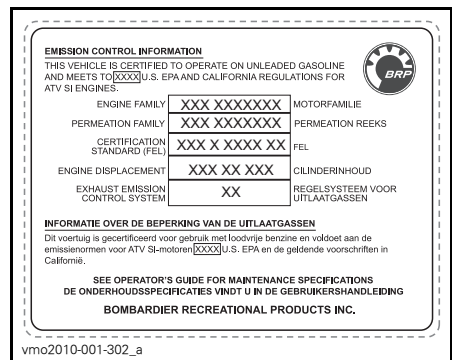 EMISSION CONTROL INFORMATION
THIS VEHICLE IS CERTIFIED TO OPERATE ON UNLEADED GASOLINE
AND MEETS TO XXXX U.S. EPA AND CALIFORNIA REGULATIONS FOR
ATV SI ENGINES.
BRP
ENGINE FAMILY XXX XXXXXXX MOTORFAMILIE
PERMEATION FAMILY XXX XXXXXXX PERMEATION REEKS
CERTIFICATION
STANDARD (FEL) XXX X XXXX XX FEL
ENGINE DISPLACEMENT XXX XX XXX CILINDERINHOUD
EXHAUST EMISSION XX REGELSYSTEEM VOOR
CONTROL SYSTEM UITLAATGASSEN
INFORMATIE OVER DE BEPERKING VAN DE UITLAATGASSEN
Dit voertuig is gecertificeerd voor gebruik met loodvrije benzine en voldoet aan de
emissienormen voor ATV SI-motoren XXXX U.S. EPA en de geldende voorschriften in
Californië.
SEE OPERATOR'S GUIDE FOR MAINTENANCE SPECIFICATIONS
DE ONDERHOUDSSPECIFICATIES VINDT U IN DE GEBRUIKERSHANDLEIDING
BOMBARDIER RECREATIONAL PRODUCTS INC.
vmo2010-001-302_a